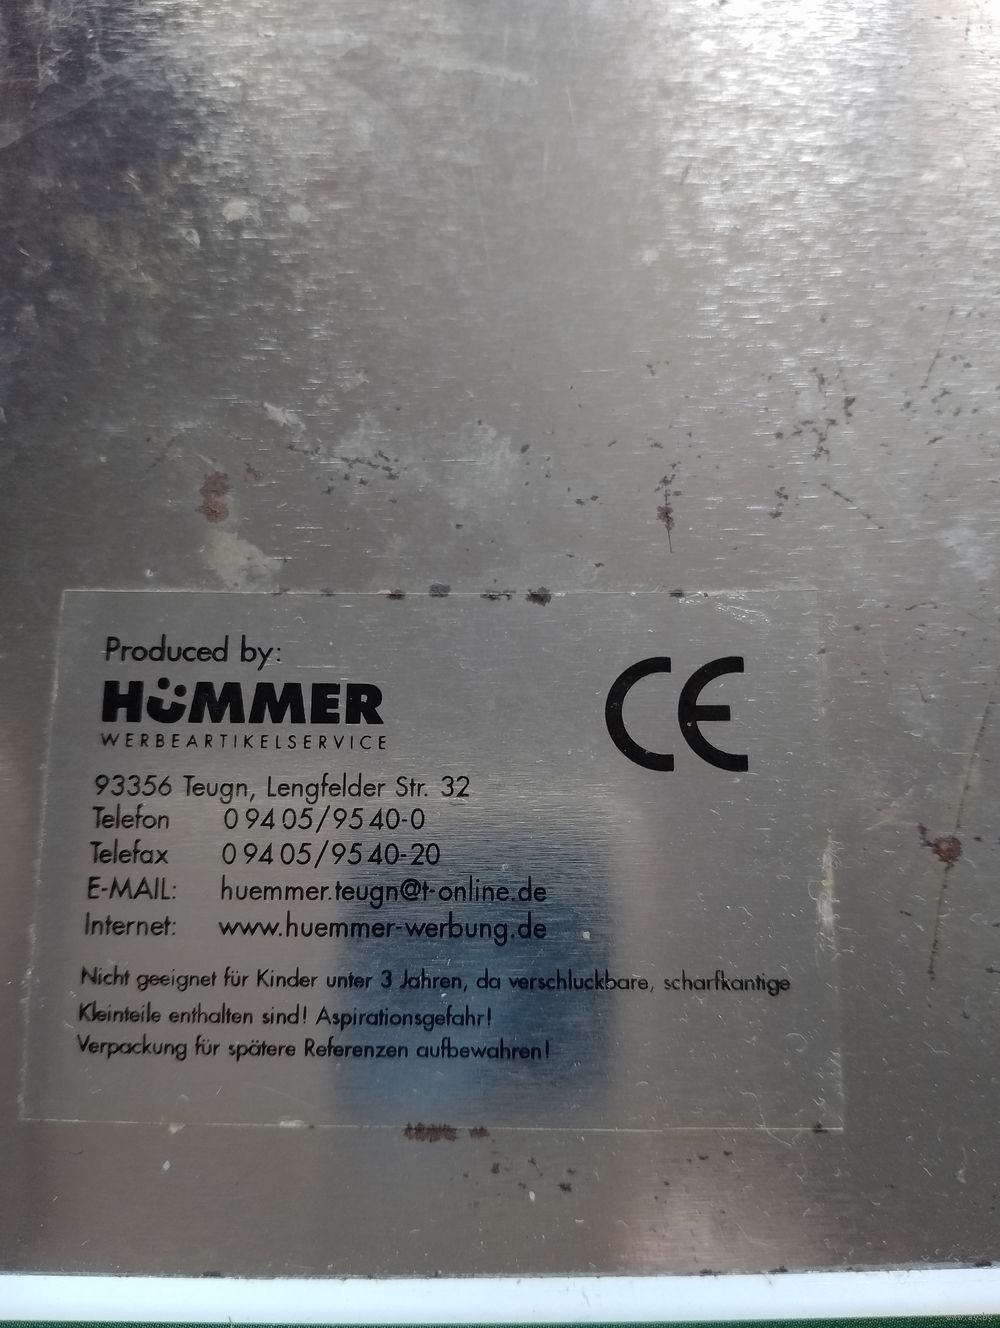 Produced by:
HÜMMER
WERBEARTIKELSERVICE
CE
93356 Teugn, Lengfelder Str. 32
Telefon 0 94 05/95 40-0
Telefax 0 94 05/95 40-20
E-MAIL: huemmer.teugn@t-online.de
Internet: www.huemmer-werbung.de
Nicht geeignet für Kinder unter 3 Jahren, da verschluckbare, scharfkantige
Kleinteile enthalten sind! Aspirationsgefahr!
Verpackung für spätere Referenzen aufbewahren!